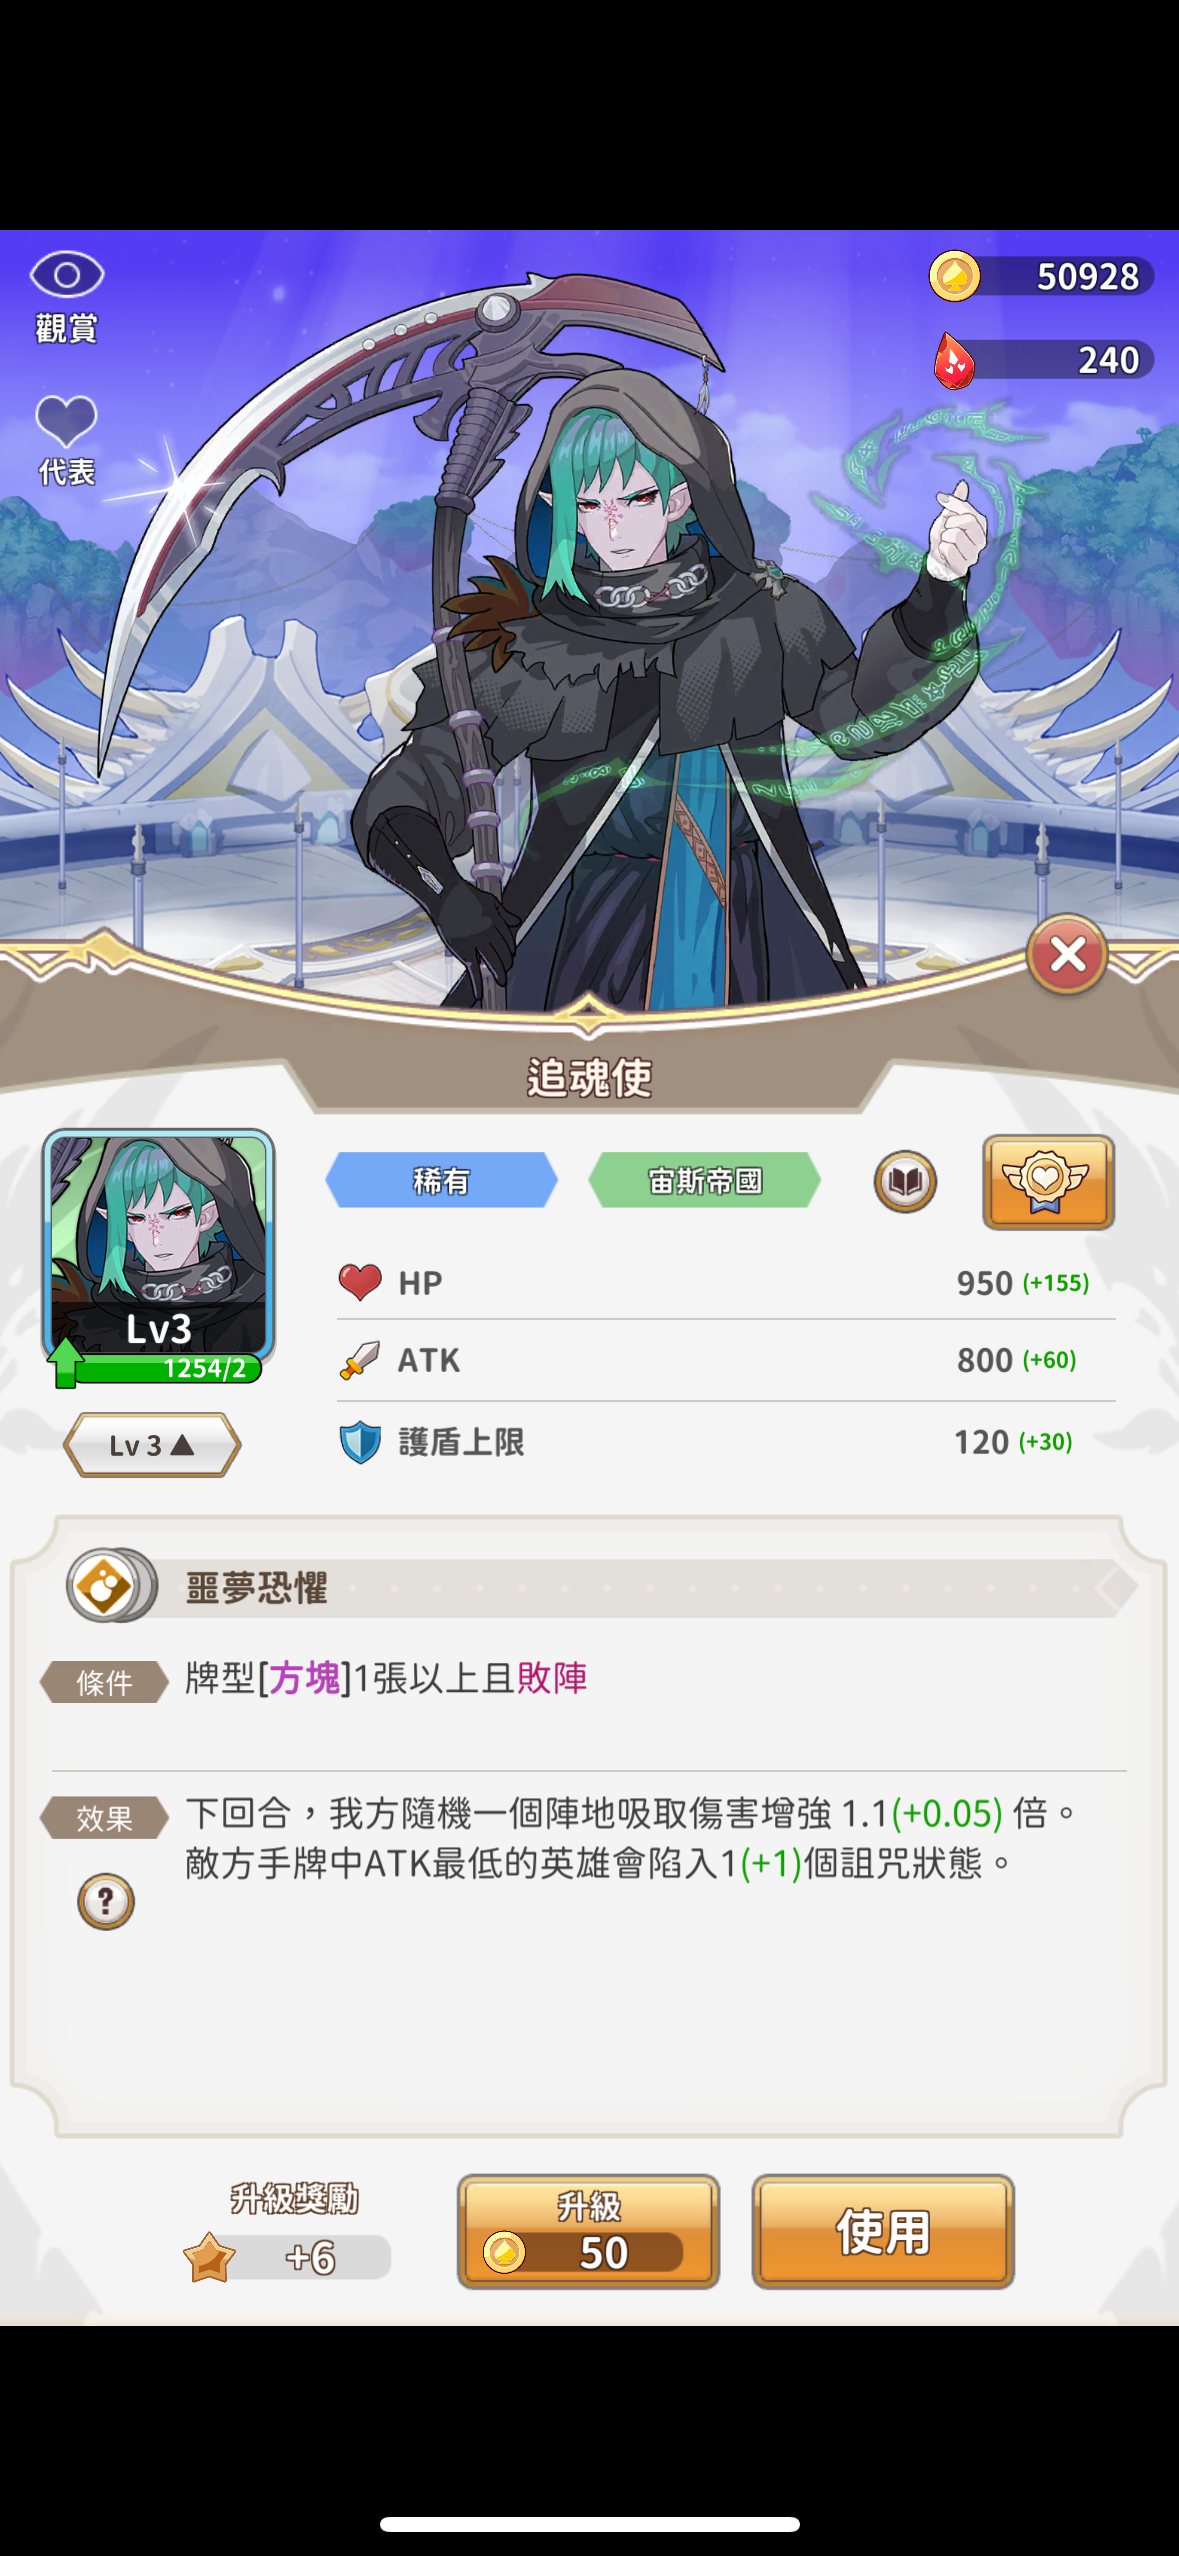 觀賞
50928
240
代表
追魂使
稀有
宙斯帝國
HP
950 (+155)
Lv3
1254/2
ATK
800 (+60)
Lv 3 ▲
護盾上限
120 (+30)
噩夢恐懼
條件
牌型[方塊]1張以上且敗陣
效果
下回合，我方隨機一個陣地吸取傷害增強 1.1(+0.05) 倍。
敵方手牌中ATK最低的英雄會陷入1(+1)個詛咒狀態。
?
升級獎勵
+6
升級
50
使用